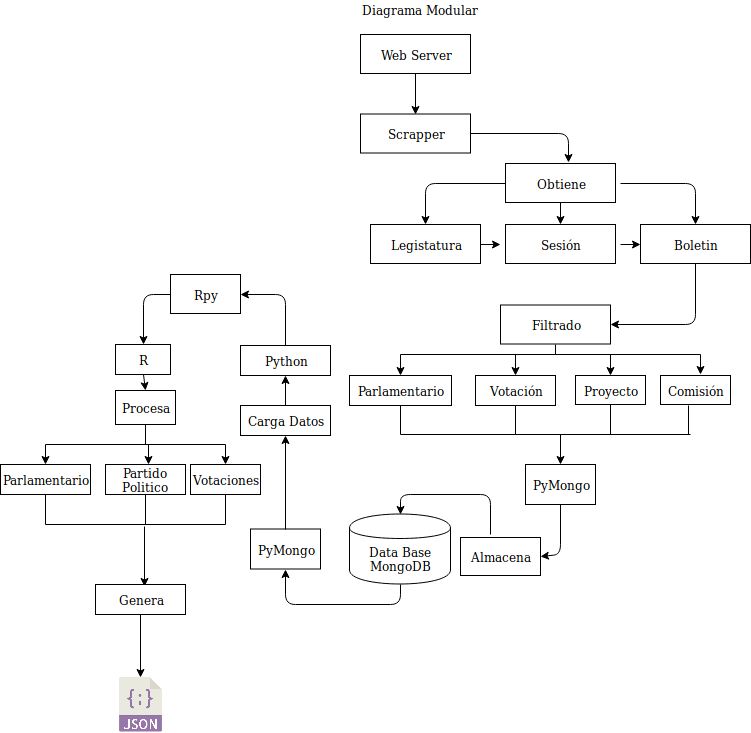 Diagrama Modular
Web Server
Scrapper
Obtiene
Legistatura
Sesión
Boletin
Rpy
Filtrado
R
Python
Procesa
Parlamentario
Votación
Proyecto
Comisión
Carga Datos
Parlamentario
Partido
Politico
Votaciones
PyMongo
PyMongo
Data Base
MongoDB
Almacena
Genera
{;}
JSON